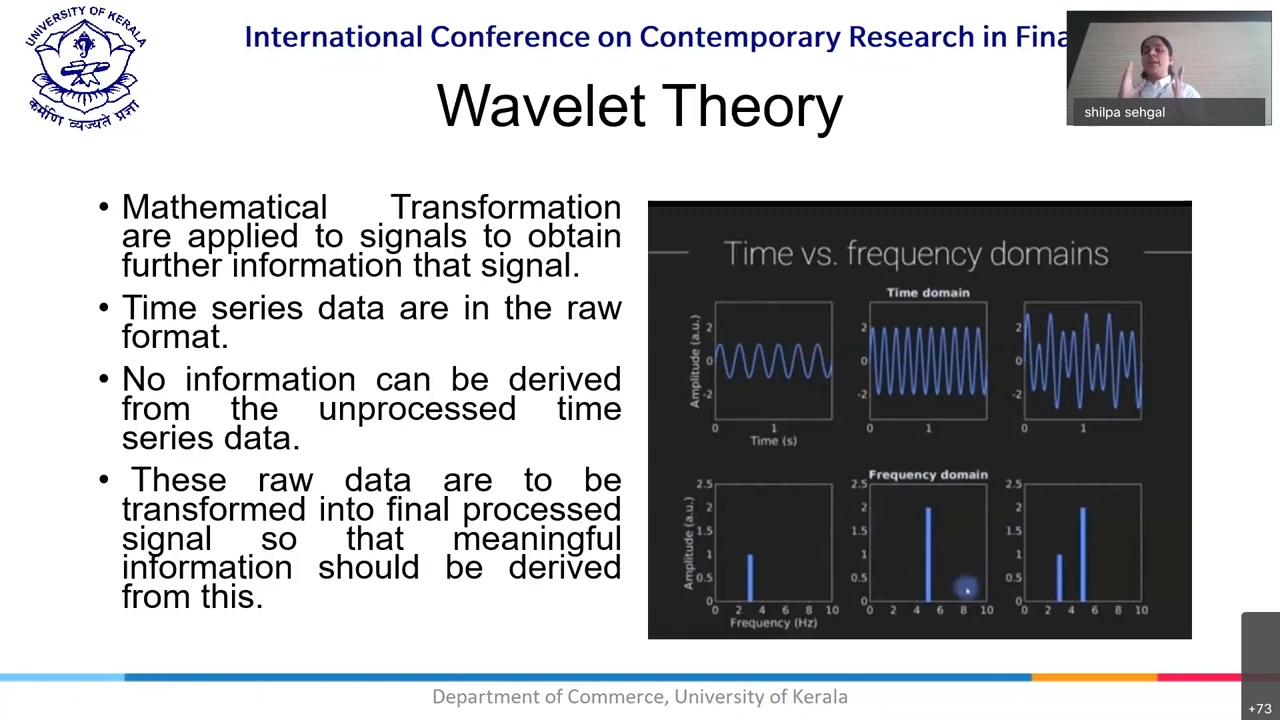 UNIVERSITY OF KERALA
कर्मणि व्यज्यते प्रज्ञा
International Conference on Contemporary Research in Fina
shilpa sehgal
Wavelet Theory
• Mathematical Transformation
are applied to signals to obtain
further information that signal.
• Time series data are in the raw
format.
• No information can be derived
from the unprocessed time
series data.
• These raw data are to be
transformed into final processed
signal so that meaningful
information should be derived
from this.
Time vs. frequency domains
Time domain
Amplitude (a.u.)
2
0
-2
0 1
Time (s)
2
0
-2
0 1
2
0
-2
0 1
Frequency domain
Amplitude (a.u.)
2.5
2
1.5
1
0.5
0
0 2 4 6 8 10
Frequency (Hz)
2.5
2
1.5
1
0.5
0
0 2 4 6 8 10
2.5
2
1.5
1
0.5
0
0 2 4 6 8 10
Department of Commerce, University of Kerala
+73